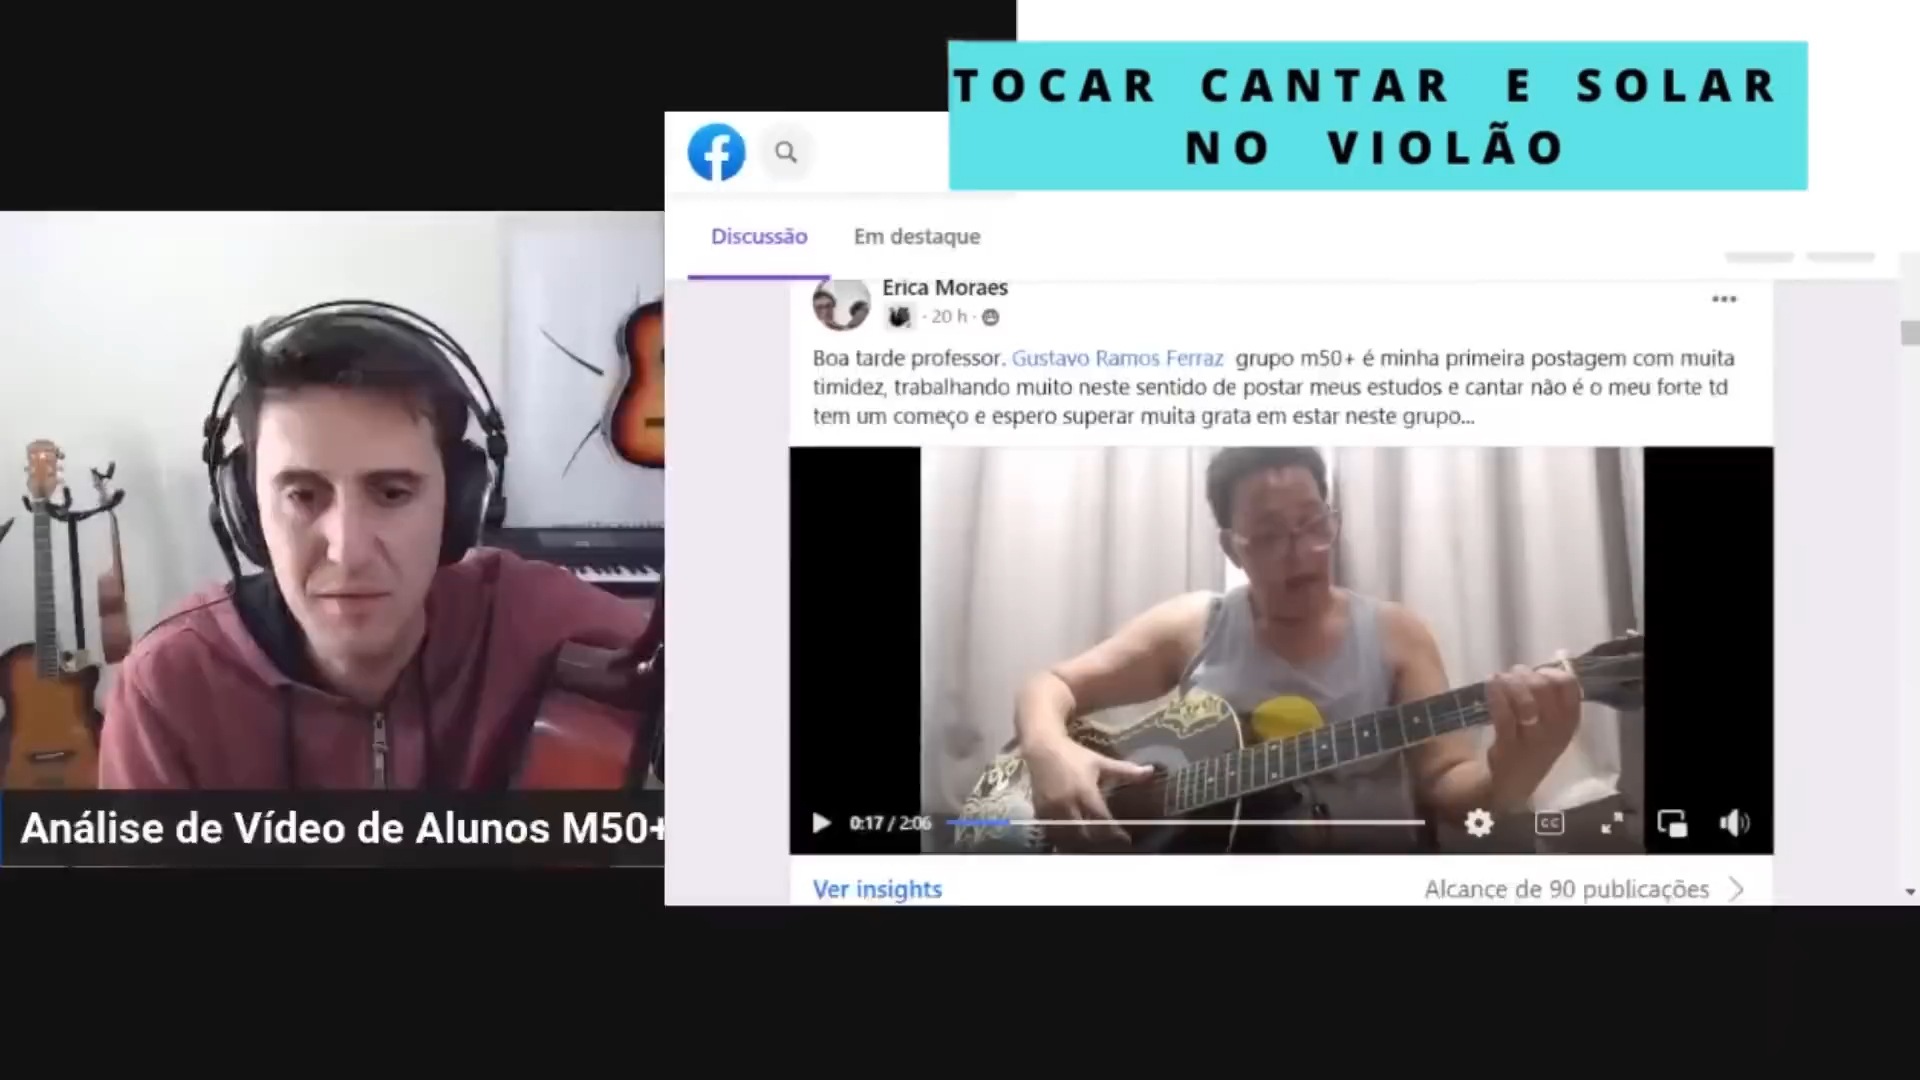 TOCAR CANTAR E SOLAR
NO VIOLÃO
Discussão
Em destaque
Erica Moraes
· 20 h ·
Boa tarde professor. Gustavo Ramos Ferraz grupo m50+ é minha primeira postagem com muita
timidez, trabalhando muito neste sentido de postar meus estudos e cantar não é o meu forte td
tem um começo e espero superar muita grata em estar neste grupo...
0:17 / 2:06
CC
Ver insights
Alcance de 90 publicações
Análise de Vídeo de Alunos M50+